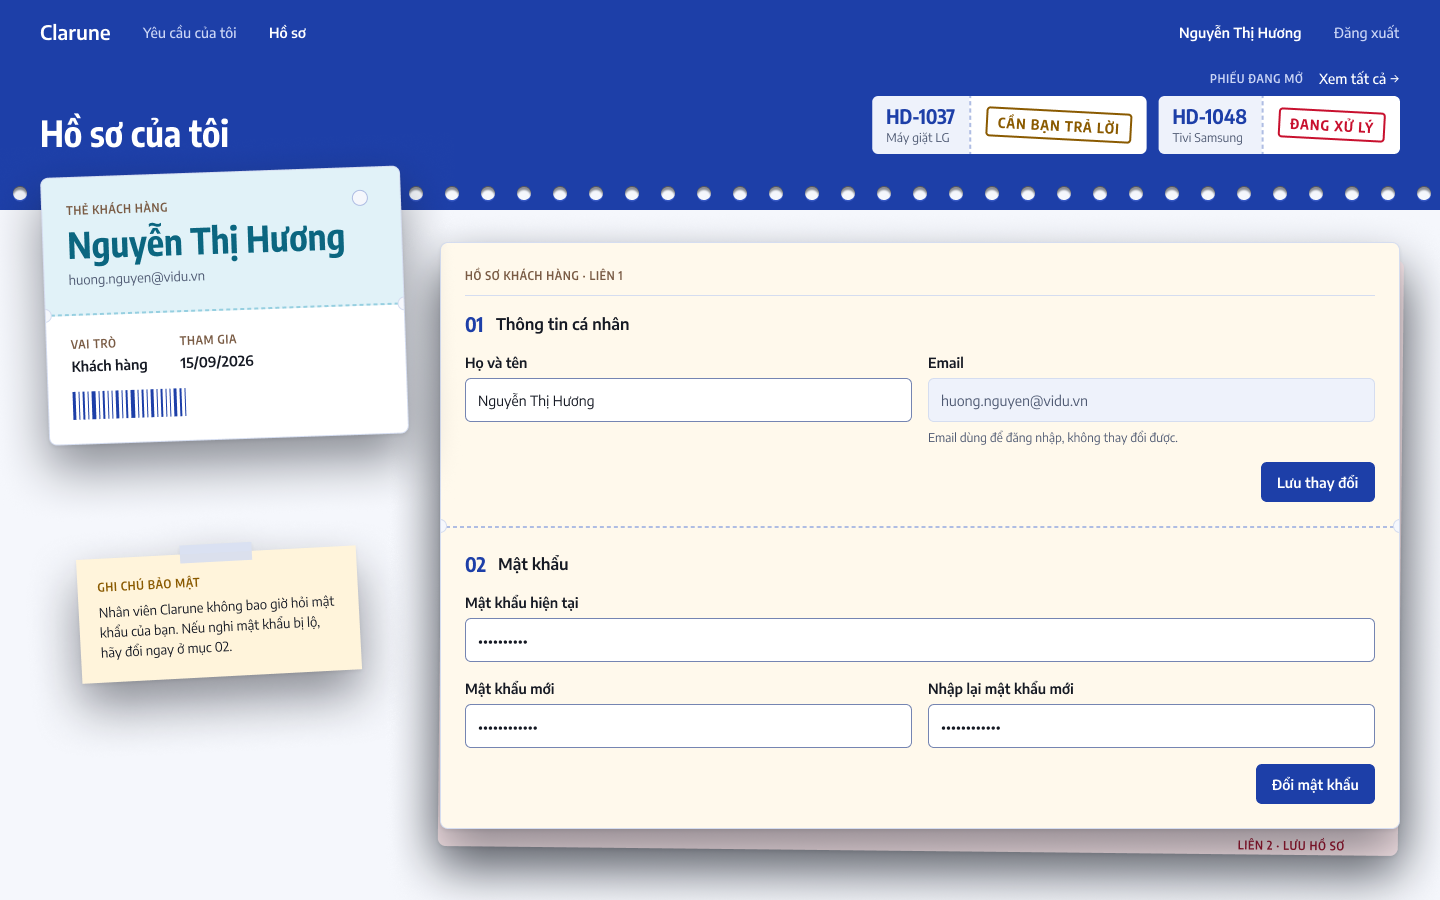 Clarune
Yêu cầu của tôi
Hồ sơ
Nguyễn Thị Hương
Đăng xuất
PHIẾU ĐANG MỞ
Xem tất cả →
Hồ sơ của tôi
HD-1037
Máy giặt LG
CẦN BẠN TRẢ LỜI
HD-1048
Tivi Samsung
ĐANG XỬ LÝ
THẺ KHÁCH HÀNG
Nguyễn Thị Hương
huong.nguyen@vidu.vn
VAI TRÒ
Khách hàng
THAM GIA
15/09/2026
GHI CHÚ BẢO MẬT
Nhân viên Clarune không bao giờ hỏi mật
khẩu của bạn. Nếu nghi mật khẩu bị lộ,
hãy đổi ngay ở mục 02.
HỒ SƠ KHÁCH HÀNG · LIÊN 1
01 Thông tin cá nhân
Họ và tên
Nguyễn Thị Hương
Email
huong.nguyen@vidu.vn
Email dùng để đăng nhập, không thay đổi được.
Lưu thay đổi
02 Mật khẩu
Mật khẩu hiện tại
••••••••••
Mật khẩu mới
••••••••••••
Nhập lại mật khẩu mới
••••••••••••
Đổi mật khẩu
LIÊN 2 · LƯU HỒ SƠ